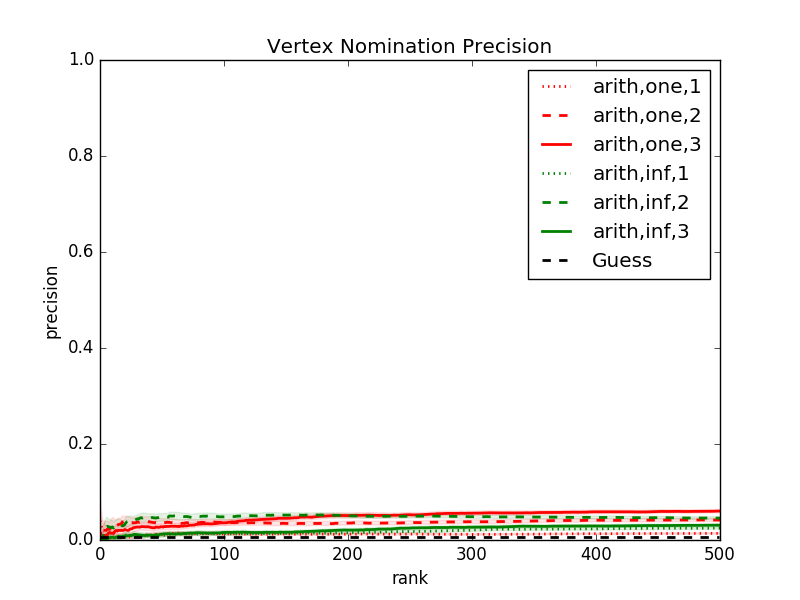 Vertex Nomination Precision
1.0
0.8
0.6
0.4
0.2
0.0
precision
arith,one,1
arith,one,2
arith,one,3
arith,inf,1
arith,inf,2
arith,inf,3
Guess
0 100 200 300 400 500
rank